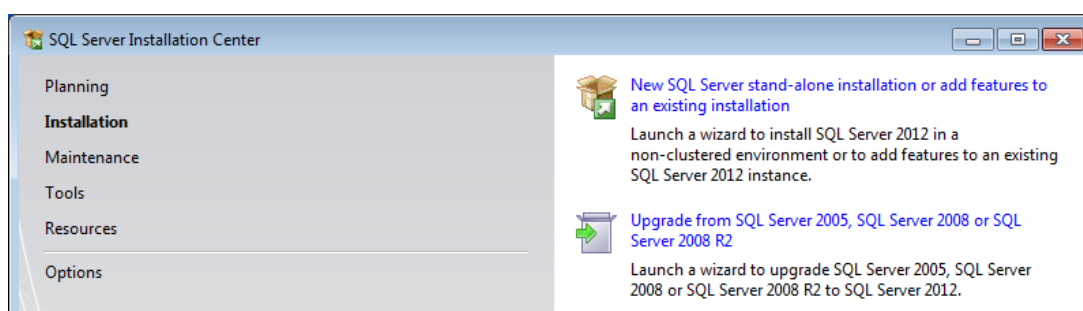 SQL Server Installation Center
Planning
Installation
Maintenance
Tools
Resources
Options
New SQL Server stand-alone installation or add features to
an existing installation
Launch a wizard to install SQL Server 2012 in a
non-clustered environment or to add features to an existing
SQL Server 2012 instance.
Upgrade from SQL Server 2005, SQL Server 2008 or SQL
Server 2008 R2
Launch a wizard to upgrade SQL Server 2005, SQL Server
2008 or SQL Server 2008 R2 to SQL Server 2012.